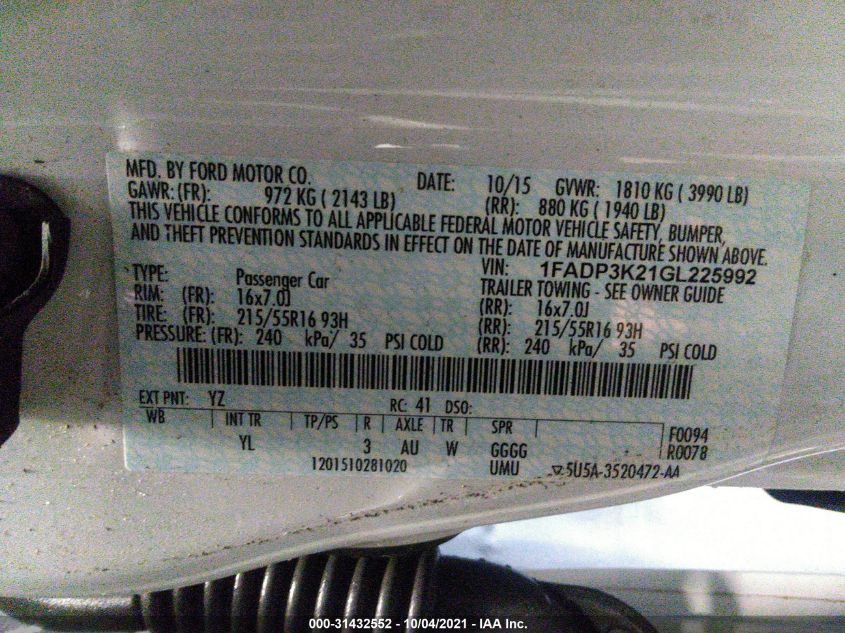 MFD. BY FORD MOTOR CO. DATE: 10/15 GVWR: 1810 KG ( 3990 LB)
GAWR: (FR): 972 KG ( 2143 LB) (RR): 880 KG ( 1940 LB)
THIS VEHICLE CONFORMS TO ALL APPLICABLE FEDERAL MOTOR VEHICLE SAFETY, BUMPER,
AND THEFT PREVENTION STANDARDS IN EFFECT ON THE DATE OF MANUFACTURE SHOWN ABOVE.
VIN: 1FADP3K21GL225992
TYPE: Passenger Car TRAILER TOWING - SEE OWNER GUIDE
RIM: (FR): 16x7.0J (RR): 16x7.0J
TIRE: (FR): 215/55R16 93H (RR): 215/55R16 93H
PRESSURE: (FR): 240 kPa/ 35 PSI COLD (RR): 240 kPa/ 35 PSI COLD
EXT PNT: YZ RC: 41 DSO:
WB INT TR TP/PS R AXLE TR SPR F0094
YL 3 AU W GGGG R0078
1201510281020 UMU 5U5A-3520472-AA
000-31432552 - 10/04/2021 - IAA Inc.